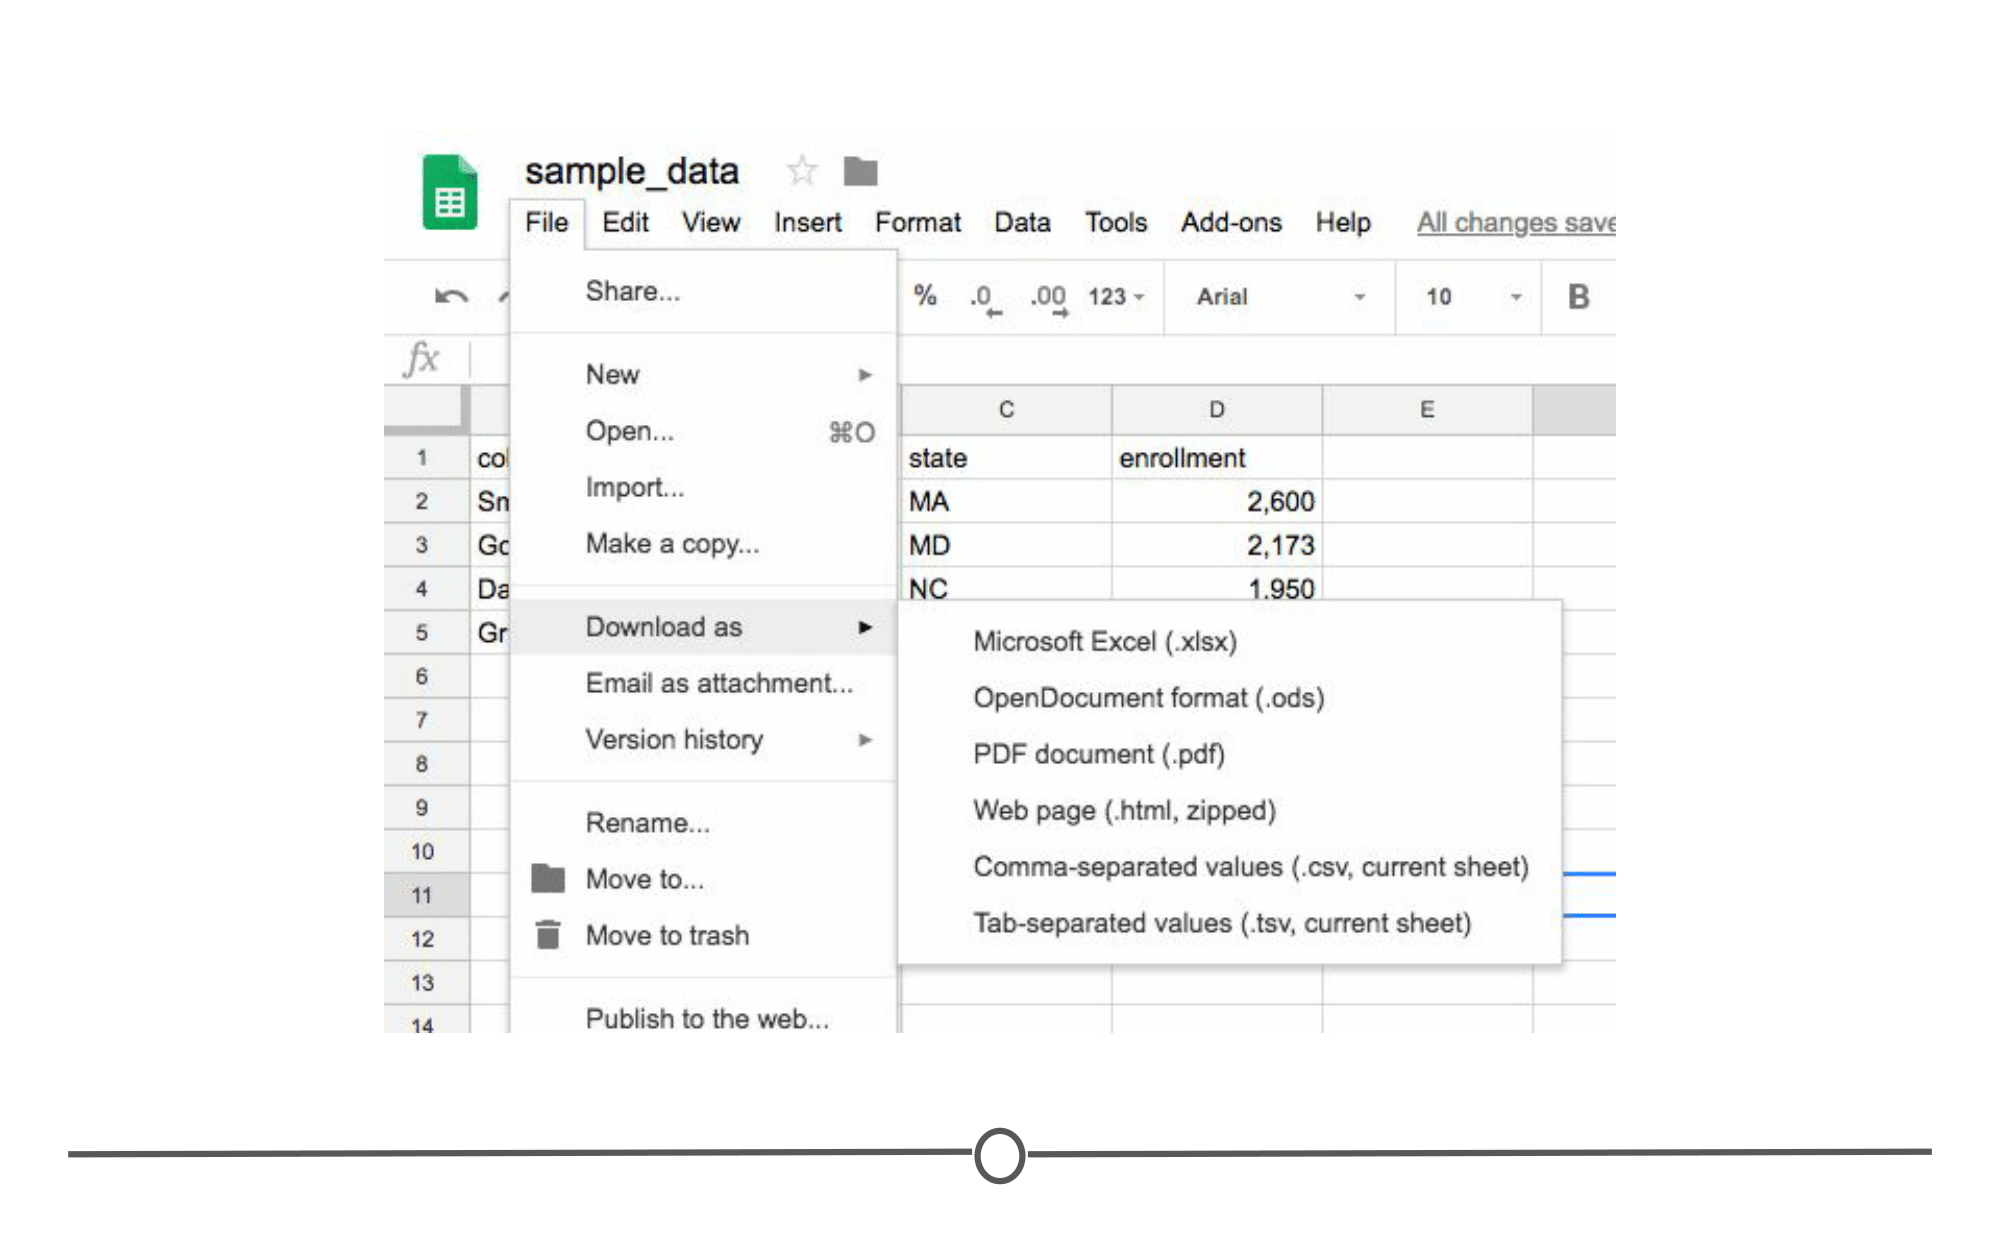 sample_data
File Edit View Insert Format Data Tools Add-ons Help All changes save
% .0 .00 123 Arial 10 B
fx
C D E
1 col state enrollment
2 Sm MA 2,600
3 Go MD 2,173
4 Da NC 1,950
5 Gr
6
7
8
9
10
11
12
13
14
Share...
New
Open... ⌘O
Import...
Make a copy...
Download as
Email as attachment...
Version history
Rename...
Move to...
Move to trash
Publish to the web...
Microsoft Excel (.xlsx)
OpenDocument format (.ods)
PDF document (.pdf)
Web page (.html, zipped)
Comma-separated values (.csv, current sheet)
Tab-separated values (.tsv, current sheet)